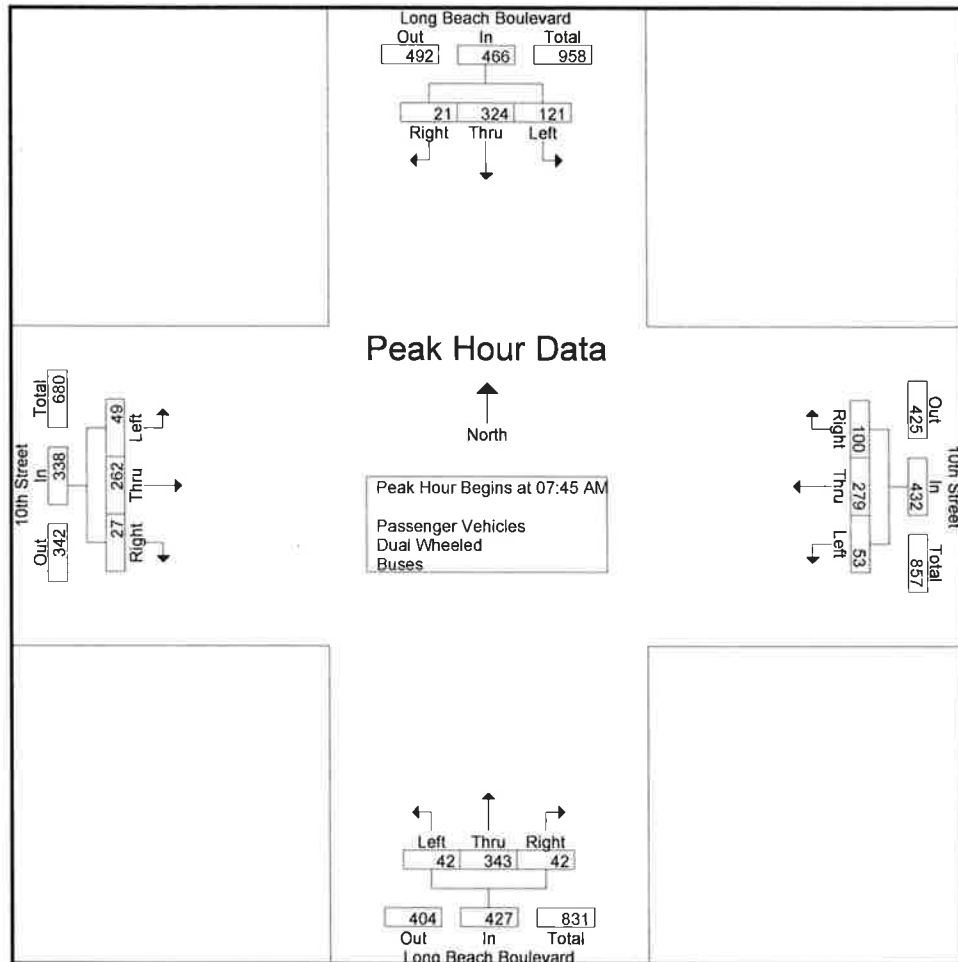 Long Beach Boulevard
Out In Total
492 466 958
21 324 121
Right Thru Left
Peak Hour Data
North
Peak Hour Begins at 07:45 AM
Passenger Vehicles
Dual Wheeled
Buses
10th Street
Out In Total
342 338 680
27 262 49
Right Thru Left
10th Street
Out In Total
425 432 857
100 279 53
Right Thru Left
Left Thru Right
42 343 42
404 427 831
Out In Total
Long Beach Boulevard